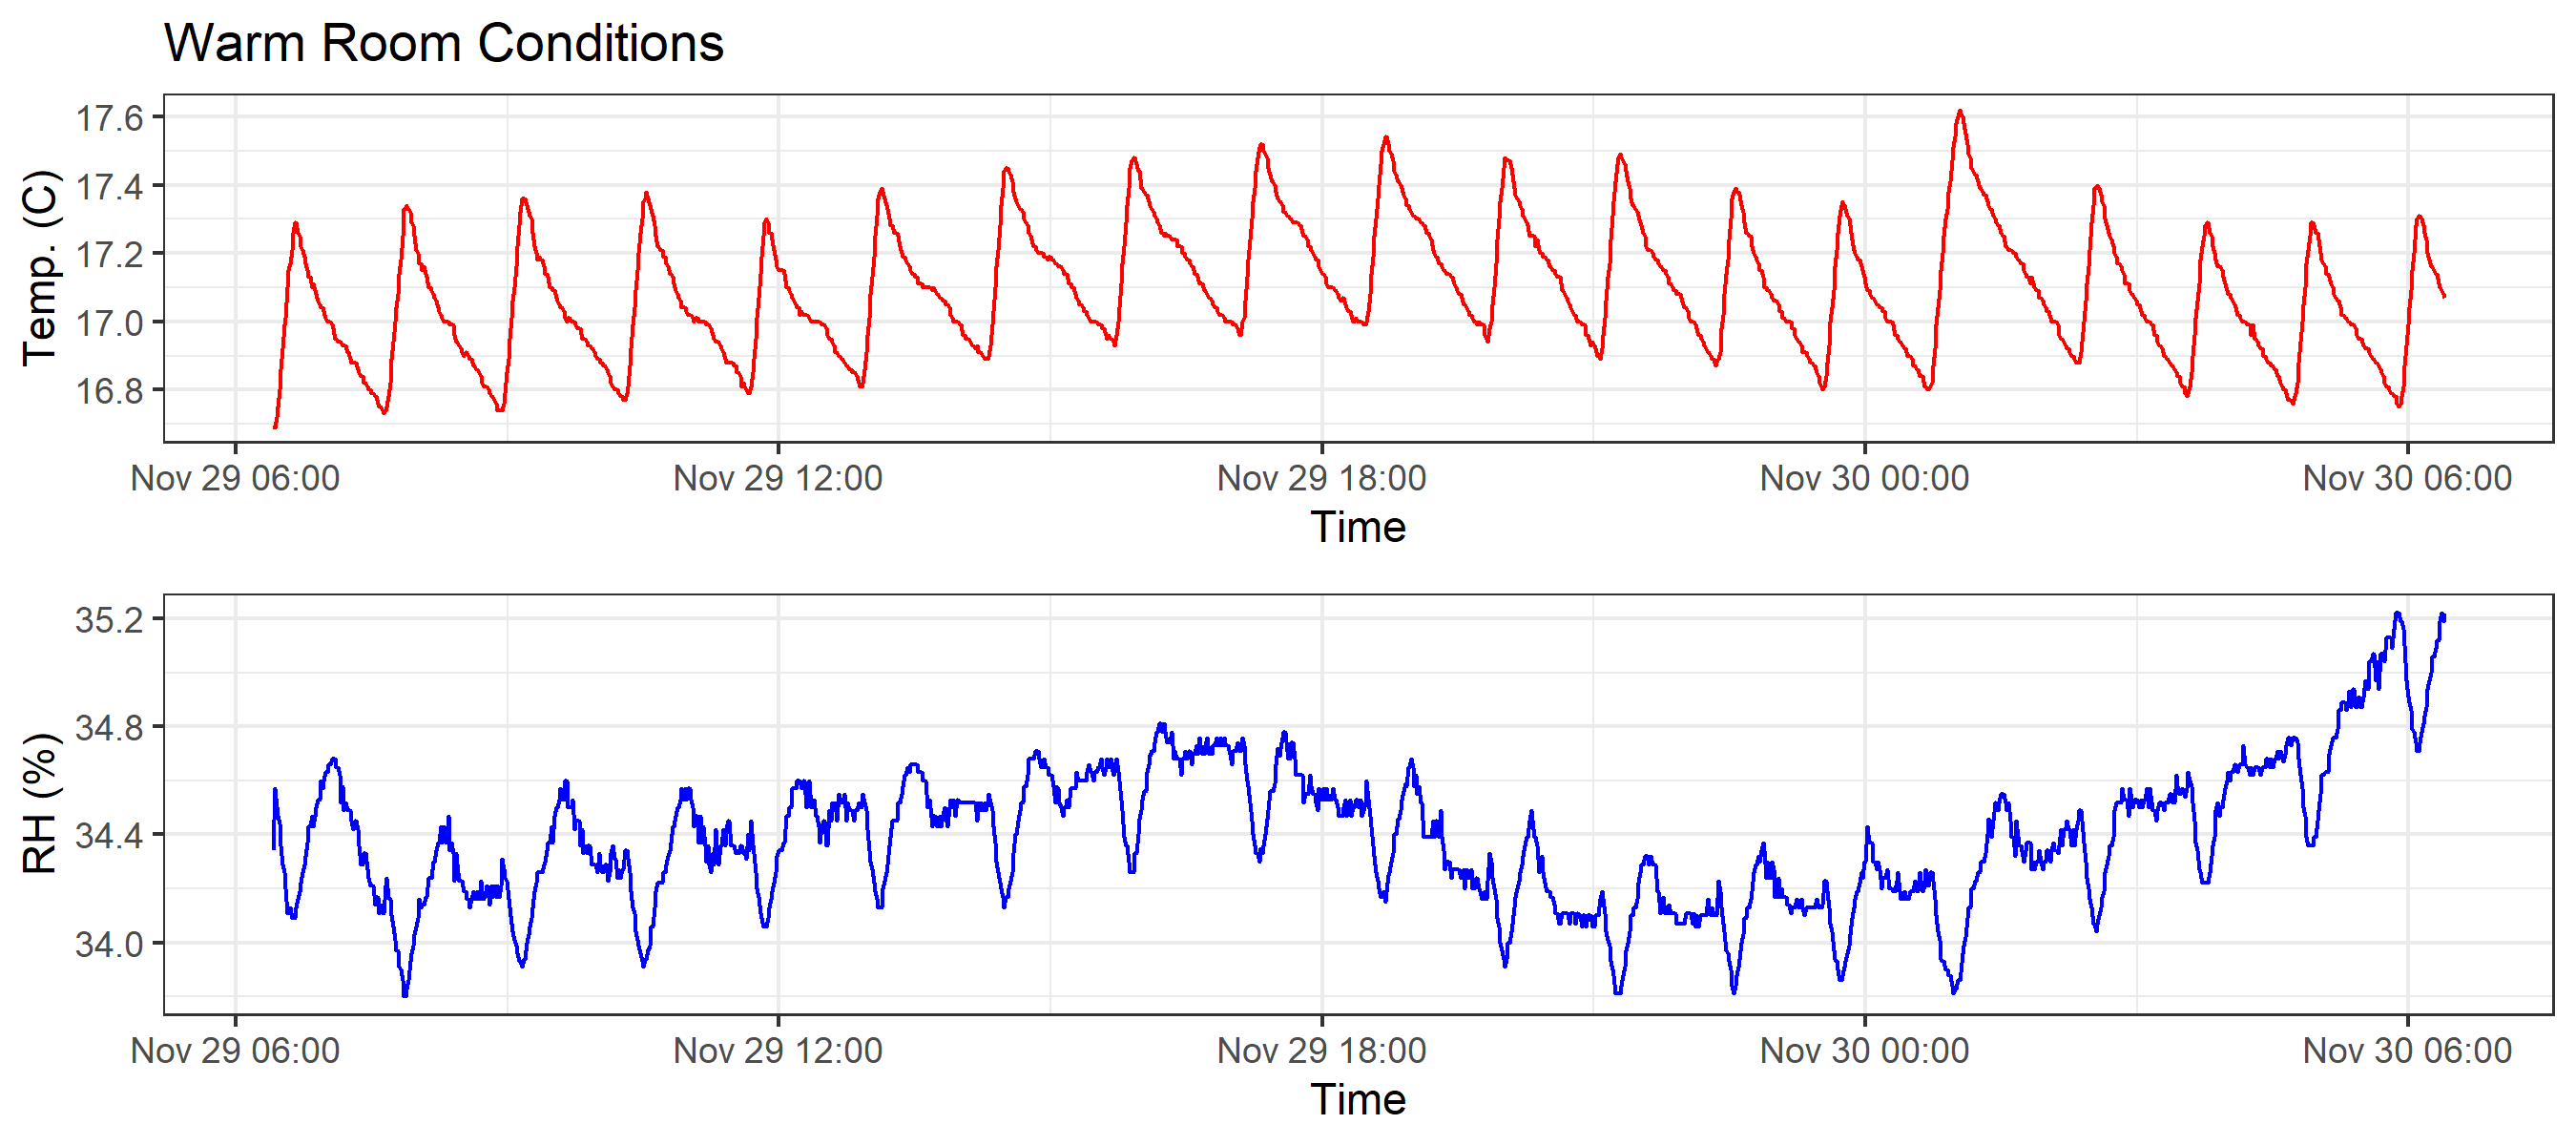 Warm Room Conditions
Temp. (C)
17.6
17.4
17.2
17.0
16.8
Nov 29 06:00 Nov 29 12:00 Nov 29 18:00 Nov 30 00:00 Nov 30 06:00
Time
RH (%)
35.2
34.8
34.4
34.0
Nov 29 06:00 Nov 29 12:00 Nov 29 18:00 Nov 30 00:00 Nov 30 06:00
Time